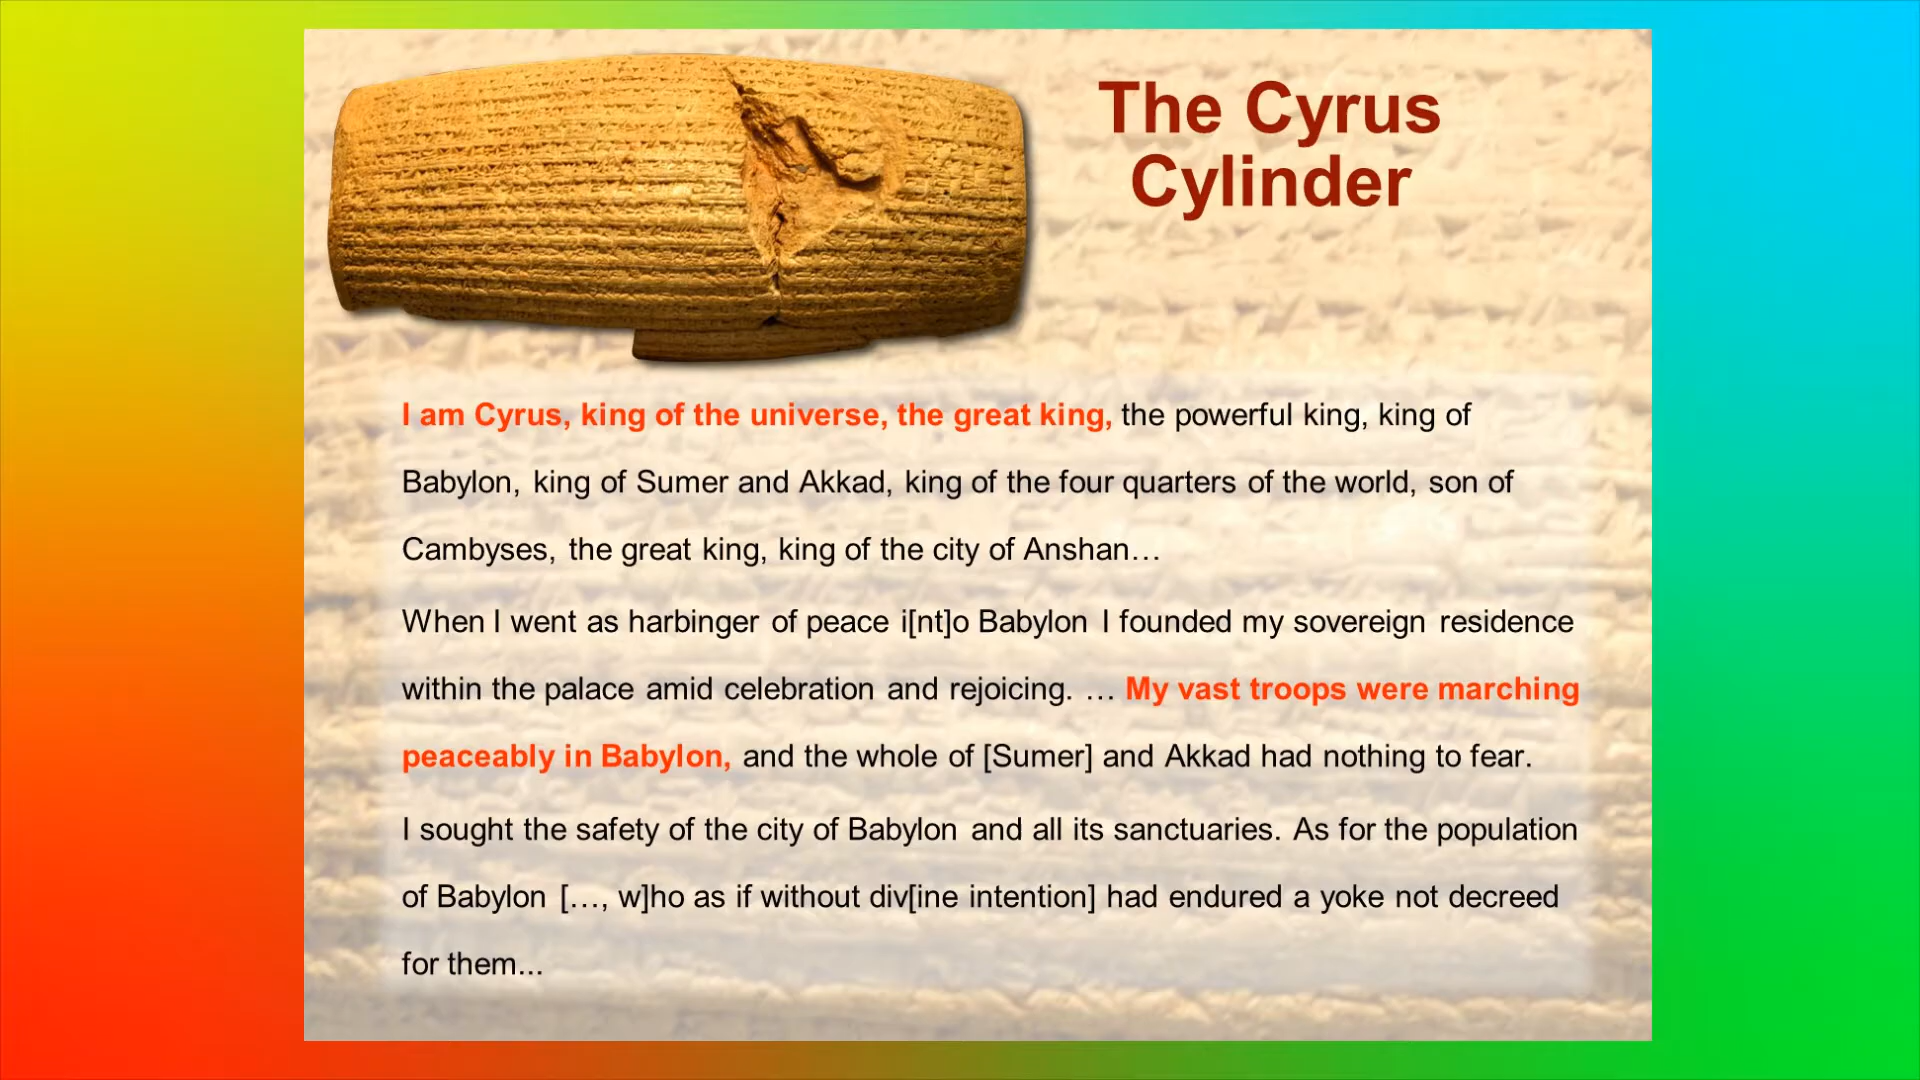 The Cyrus
Cylinder
I am Cyrus, king of the universe, the great king, the powerful king, king of
Babylon, king of Sumer and Akkad, king of the four quarters of the world, son of
Cambyses, the great king, king of the city of Anshan…
When I went as harbinger of peace i[nt]o Babylon I founded my sovereign residence
within the palace amid celebration and rejoicing. … My vast troops were marching
peaceably in Babylon, and the whole of [Sumer] and Akkad had nothing to fear.
I sought the safety of the city of Babylon and all its sanctuaries. As for the population
of Babylon […, w]ho as if without div[ine intention] had endured a yoke not decreed
for them...